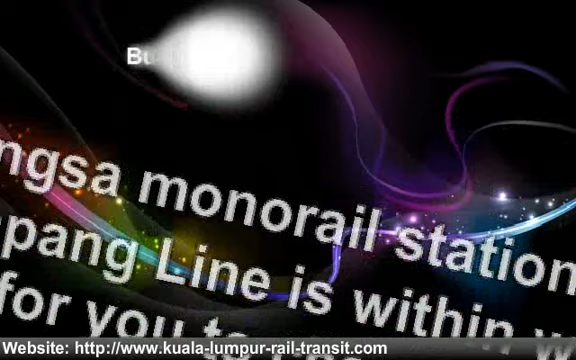 ngsa monorail station
pang Line is within
for you to
Website: http://www.kuala-lumpur-rail-transit.com